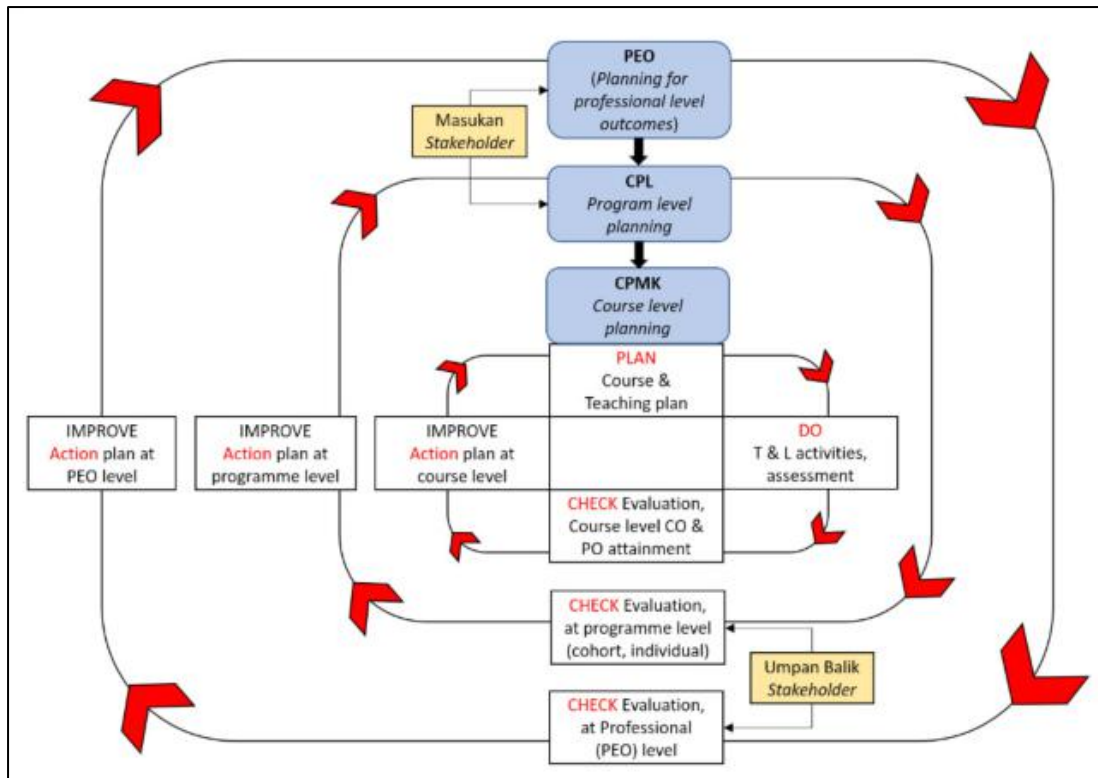 PEO
(Planning for
professional level
outcomes)
Masukan
Stakeholder
CPL
Program level
planning
CPMK
Course level
planning
PLAN
Course &
Teaching plan
IMPROVE
Action plan at
PEO level
IMPROVE
Action plan at
programme level
IMPROVE
Action plan at
course level
DO
T & L activities,
assessment
CHECK Evaluation,
Course level CO &
PO attainment
CHECK Evaluation,
at programme level
(cohort, individual)
Umpan Balik
Stakeholder
CHECK Evaluation,
at Professional
(PEO) level